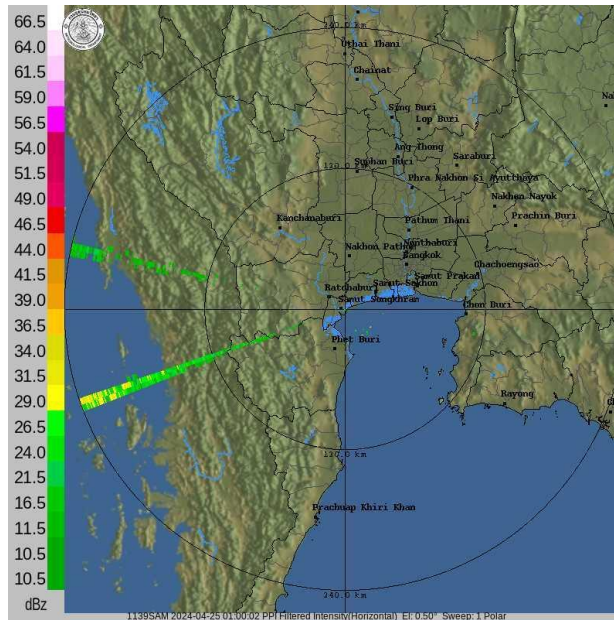 66.5
64.0
61.5
59.0
56.5
54.0
51.5
49.0
46.5
44.0
41.5
39.0
36.5
34.0
31.5
29.0
26.5
24.0
21.5
18.5
16.5
11.5
10.5
10.5
dBz
240.0 km
Uthai Thani
Chainat
Sing Buri
Lop Buri
Ang Thong
120.0 km
Suphan Buri
Saraburi
Phra Nakhon Si Ayutthaya
Nakhon Nayok
Kanchanaburi
Prachin Buri
Pathum Thani
Nonthaburi
Nakhon Pathom
Bangkok
Chachoengsao
Samut Prakan
Samut Sakhon
Ratchaburi
Samut Songkhram
Chon Buri
Phet Buri
Rayong
120.0 km
Prachuap Khiri Khan
240.0 km
1139SAM 2024-04-25 01:00:02 PPI Filtered Intensity(Horizontal) El: 0.50° Sweep: 1 Polar